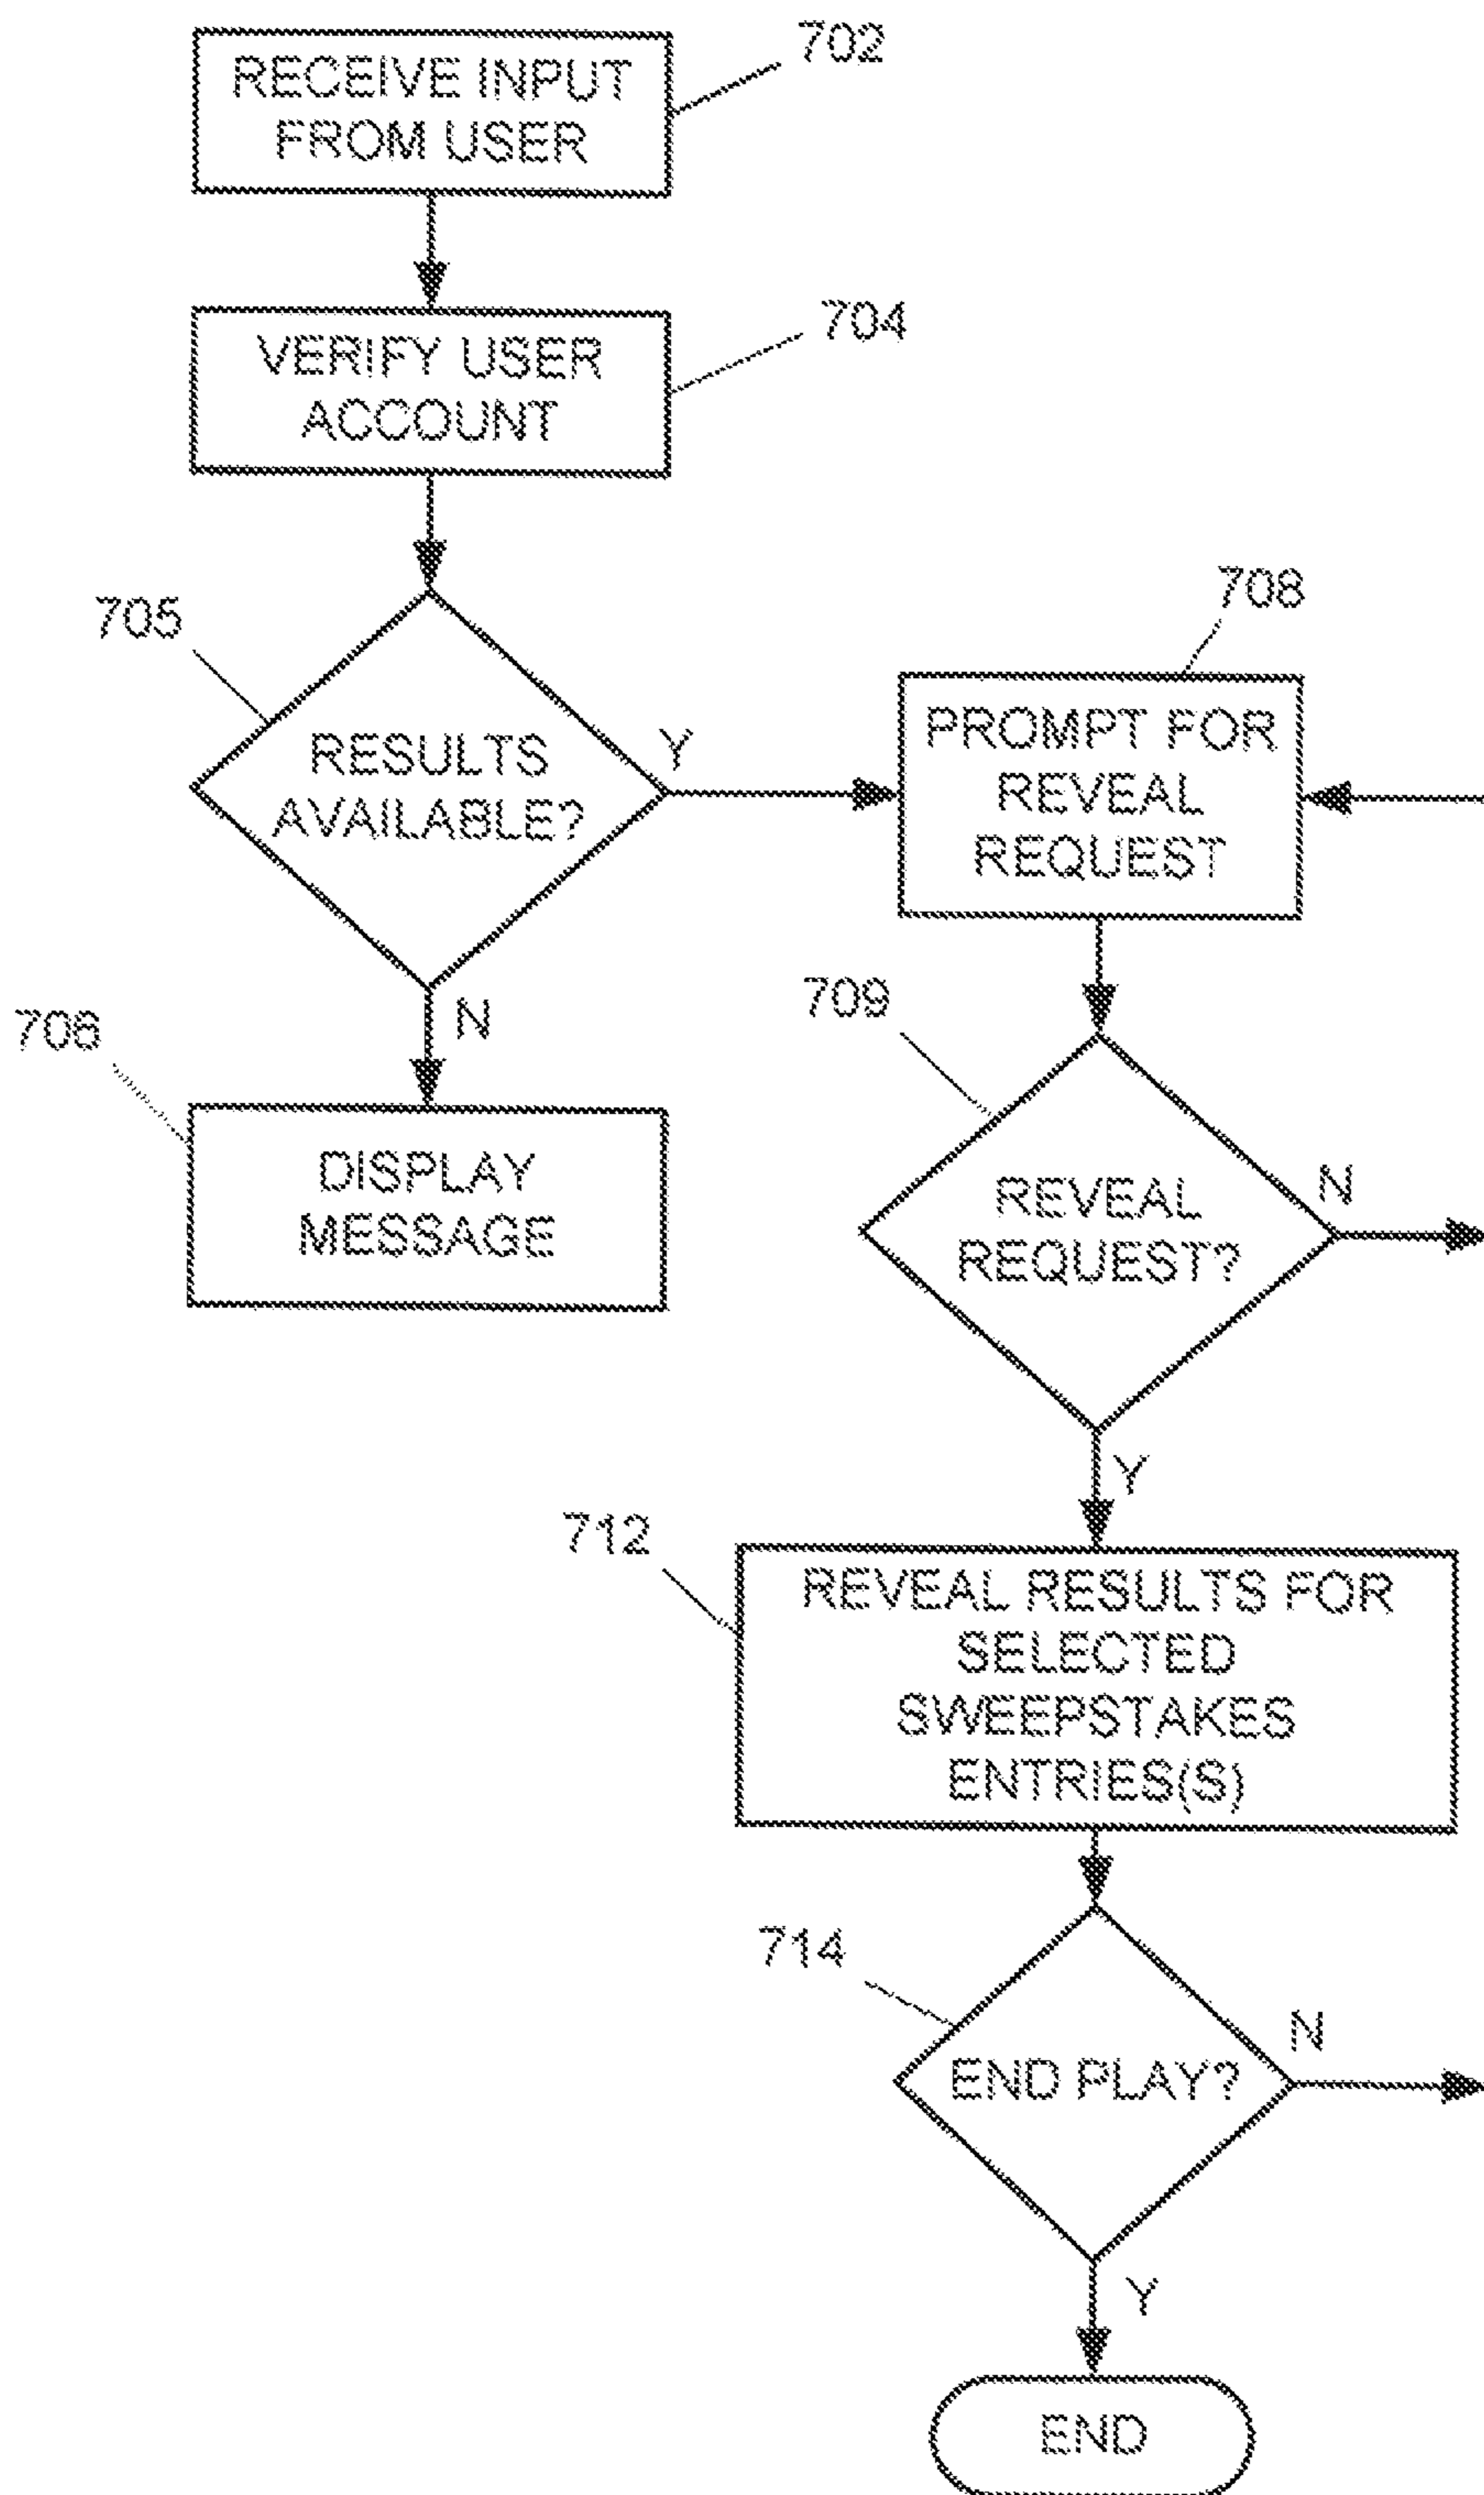 702
RECEIVE INPUT
FROM USER
704
VERIFY USER
ACCOUNT
705
RESULTS
AVAILABLE?
Y
N
706
DISPLAY
MESSAGE
708
PROMPT FOR
REVEAL
REQUEST
709
REVEAL
REQUEST?
N
Y
712
REVEAL RESULTS FOR
SELECTED
SWEEPSTAKES
ENTRIES(S)
714
END PLAY?
N
Y
END